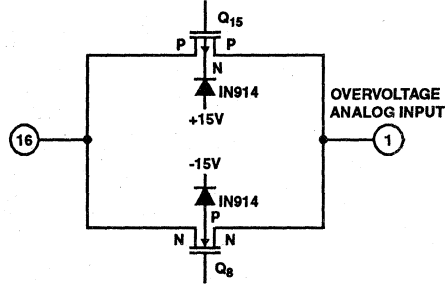 Q15
P P
N
IN914
+15V
OVERVOLTAGE
ANALOG INPUT
16
1
-15V
IN914
P
N N
Q8